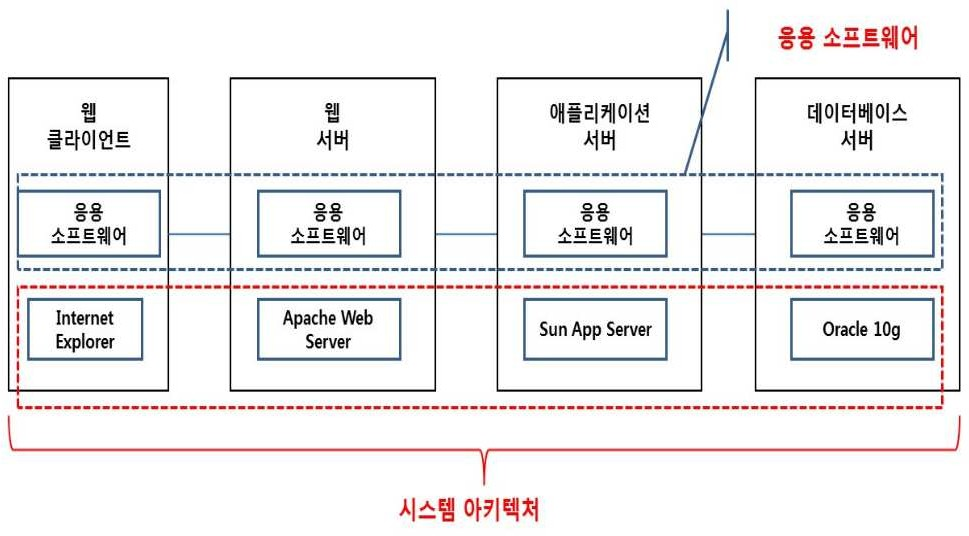 응용 소프트웨어
웹
클라이언트
웹
서버
애플리케이션
서버
데이터베이스
서버
응용
소프트웨어
응용
소프트웨어
응용
소프트웨어
응용
소프트웨어
Internet
Explorer
Apache Web
Server
Sun App Server
Oracle 10g
시스템 아키텍처